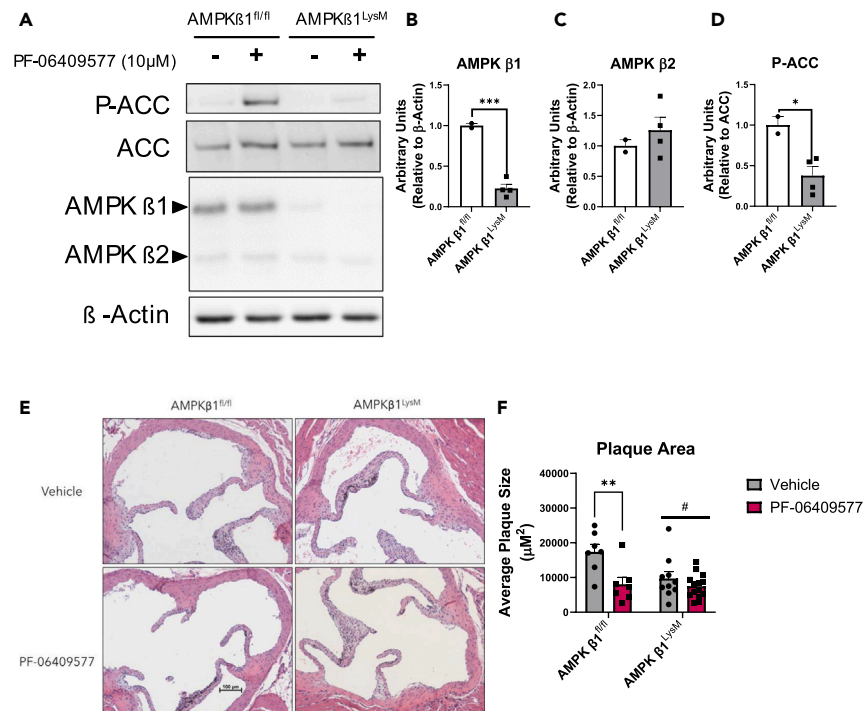 A
AMPKß1fl/fl
AMPKß1LysM
PF-06409577 (10µM)
- + - +
P-ACC
ACC
AMPK ß1
AMPK ß2
ß -Actin
B
AMPK β1
Arbitrary Units
(Relative to β-Actin)
1.5
1.0
0.5
0.0
***
AMPK β1fl/fl
AMPK β1LysM
C
AMPK β2
Arbitrary Units
(Relative to β-Actin)
2.0
1.5
1.0
0.5
0.0
AMPK β1fl/fl
AMPK β1LysM
D
P-ACC
Arbitrary Units
(Relative to ACC)
1.5
1.0
0.5
0.0
*
AMPK β1fl/fl
AMPK β1LysM
E
AMPKβ1fl/fl
AMPKβ1LysM
Vehicle
PF-06409577
100 µm
F
Plaque Area
Average Plaque Size
(µM2)
40000
30000
20000
10000
0
**
#
AMPK β1fl/fl
AMPK β1LysM
Vehicle
PF-06409577